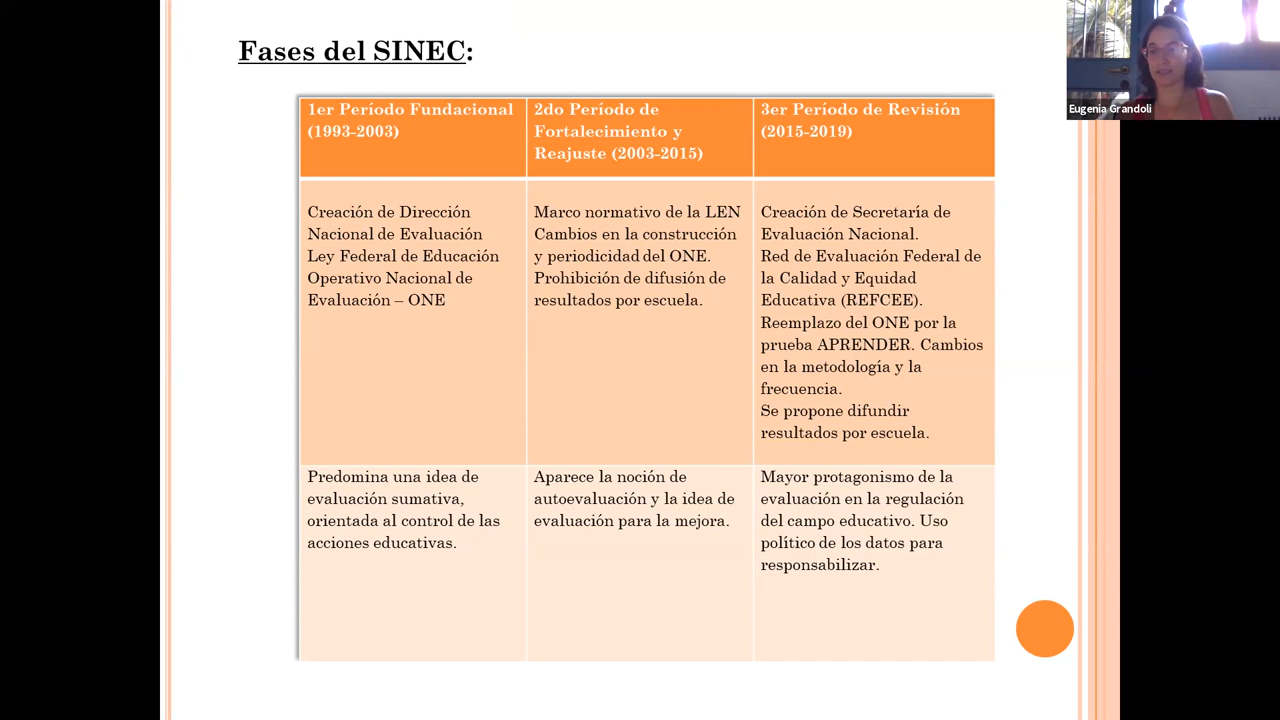 Fases del SINEC:
Eugenia Grandoli
1er Período Fundacional
(1993-2003)
2do Período de
Fortalecimiento y
Reajuste (2003-2015)
3er Período de Revisión
(2015-2019)
Creación de Dirección
Nacional de Evaluación
Ley Federal de Educación
Operativo Nacional de
Evaluación – ONE
Marco normativo de la LEN
Cambios en la construcción
y periodicidad del ONE.
Prohibición de difusión de
resultados por escuela.
Creación de Secretaría de
Evaluación Nacional.
Red de Evaluación Federal de
la Calidad y Equidad
Educativa (REFCEE).
Reemplazo del ONE por la
prueba APRENDER. Cambios
en la metodología y la
frecuencia.
Se propone difundir
resultados por escuela.
Predomina una idea de
evaluación sumativa,
orientada al control de las
acciones educativas.
Aparece la noción de
autoevaluación y la idea de
evaluación para la mejora.
Mayor protagonismo de la
evaluación en la regulación
del campo educativo. Uso
político de los datos para
responsabilizar.